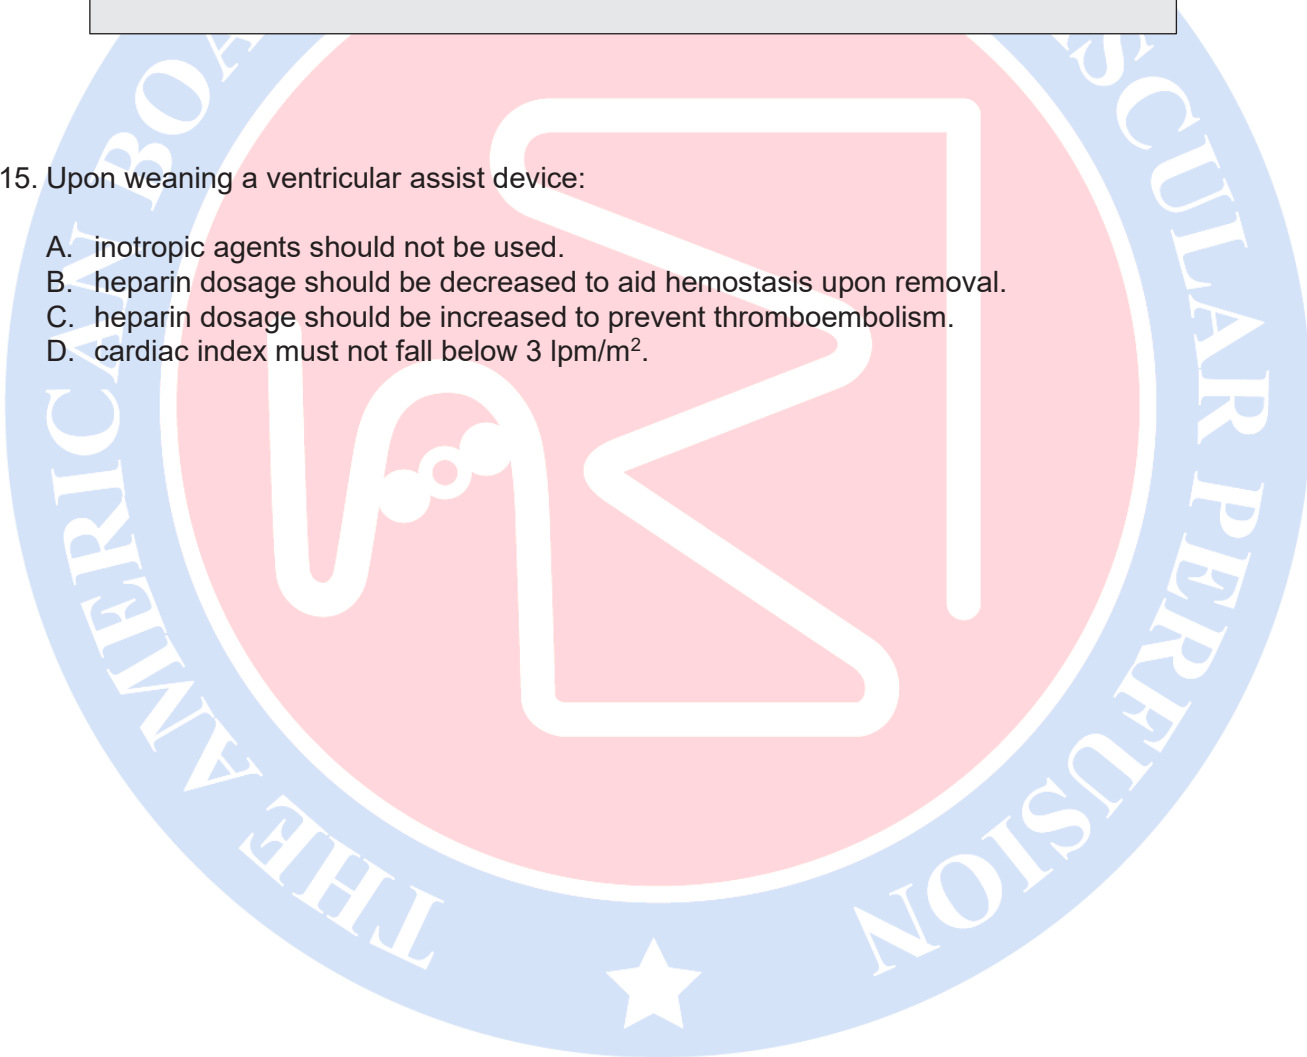 15. Upon weaning a ventricular assist device:
A. inotropic agents should not be used.
B. heparin dosage should be decreased to aid hemostasis upon removal.
C. heparin dosage should be increased to prevent thromboembolism.
D. cardiac index must not fall below 3 lpm/m².
THE AMERICAN BOA
SCULAR PERFUSION